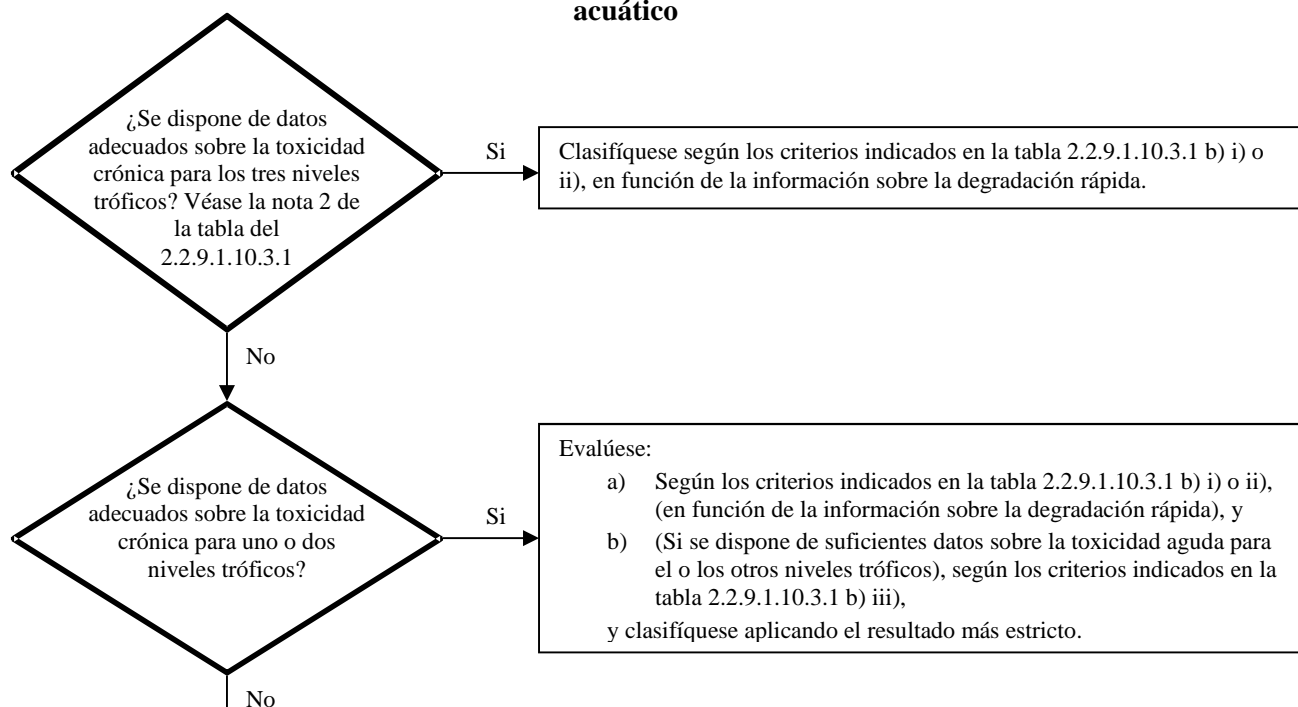 acuático
¿Se dispone de datos
adecuados sobre la toxicidad
crónica para los tres niveles
tróficos? Véase la nota 2 de
la tabla del
2.2.9.1.10.3.1
Si
Clasifíquese según los criterios indicados en la tabla 2.2.9.1.10.3.1 b) i) o
ii), en función de la información sobre la degradación rápida.
No
¿Se dispone de datos
adecuados sobre la toxicidad
crónica para uno o dos
niveles tróficos?
Si
Evalúese:
a) Según los criterios indicados en la tabla 2.2.9.1.10.3.1 b) i) o ii),
(en función de la información sobre la degradación rápida), y
b) (Si se dispone de suficientes datos sobre la toxicidad aguda para
el o los otros niveles tróficos), según los criterios indicados en la
tabla 2.2.9.1.10.3.1 b) iii),
y clasifíquese aplicando el resultado más estricto.
No